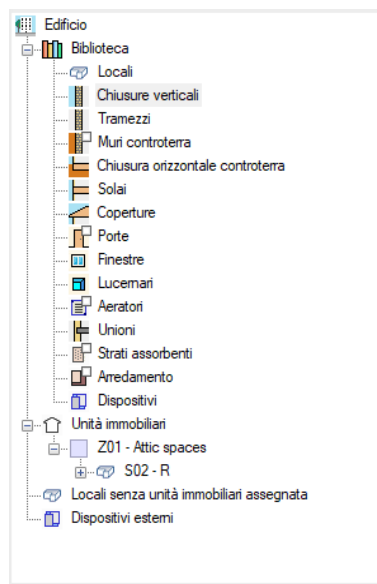 Edificio
Biblioteca
Locali
Chiusure verticali
Tramezzi
Muri controterra
Chiusura orizzontale controterra
Solai
Coperture
Porte
Finestre
Lucernari
Aeratori
Unioni
Strati assorbenti
Arredamento
Dispositivi
Unità immobiliari
Z01 - Attic spaces
S02 - R
Locali senza unità immobiliari assegnata
Dispositivi esterni